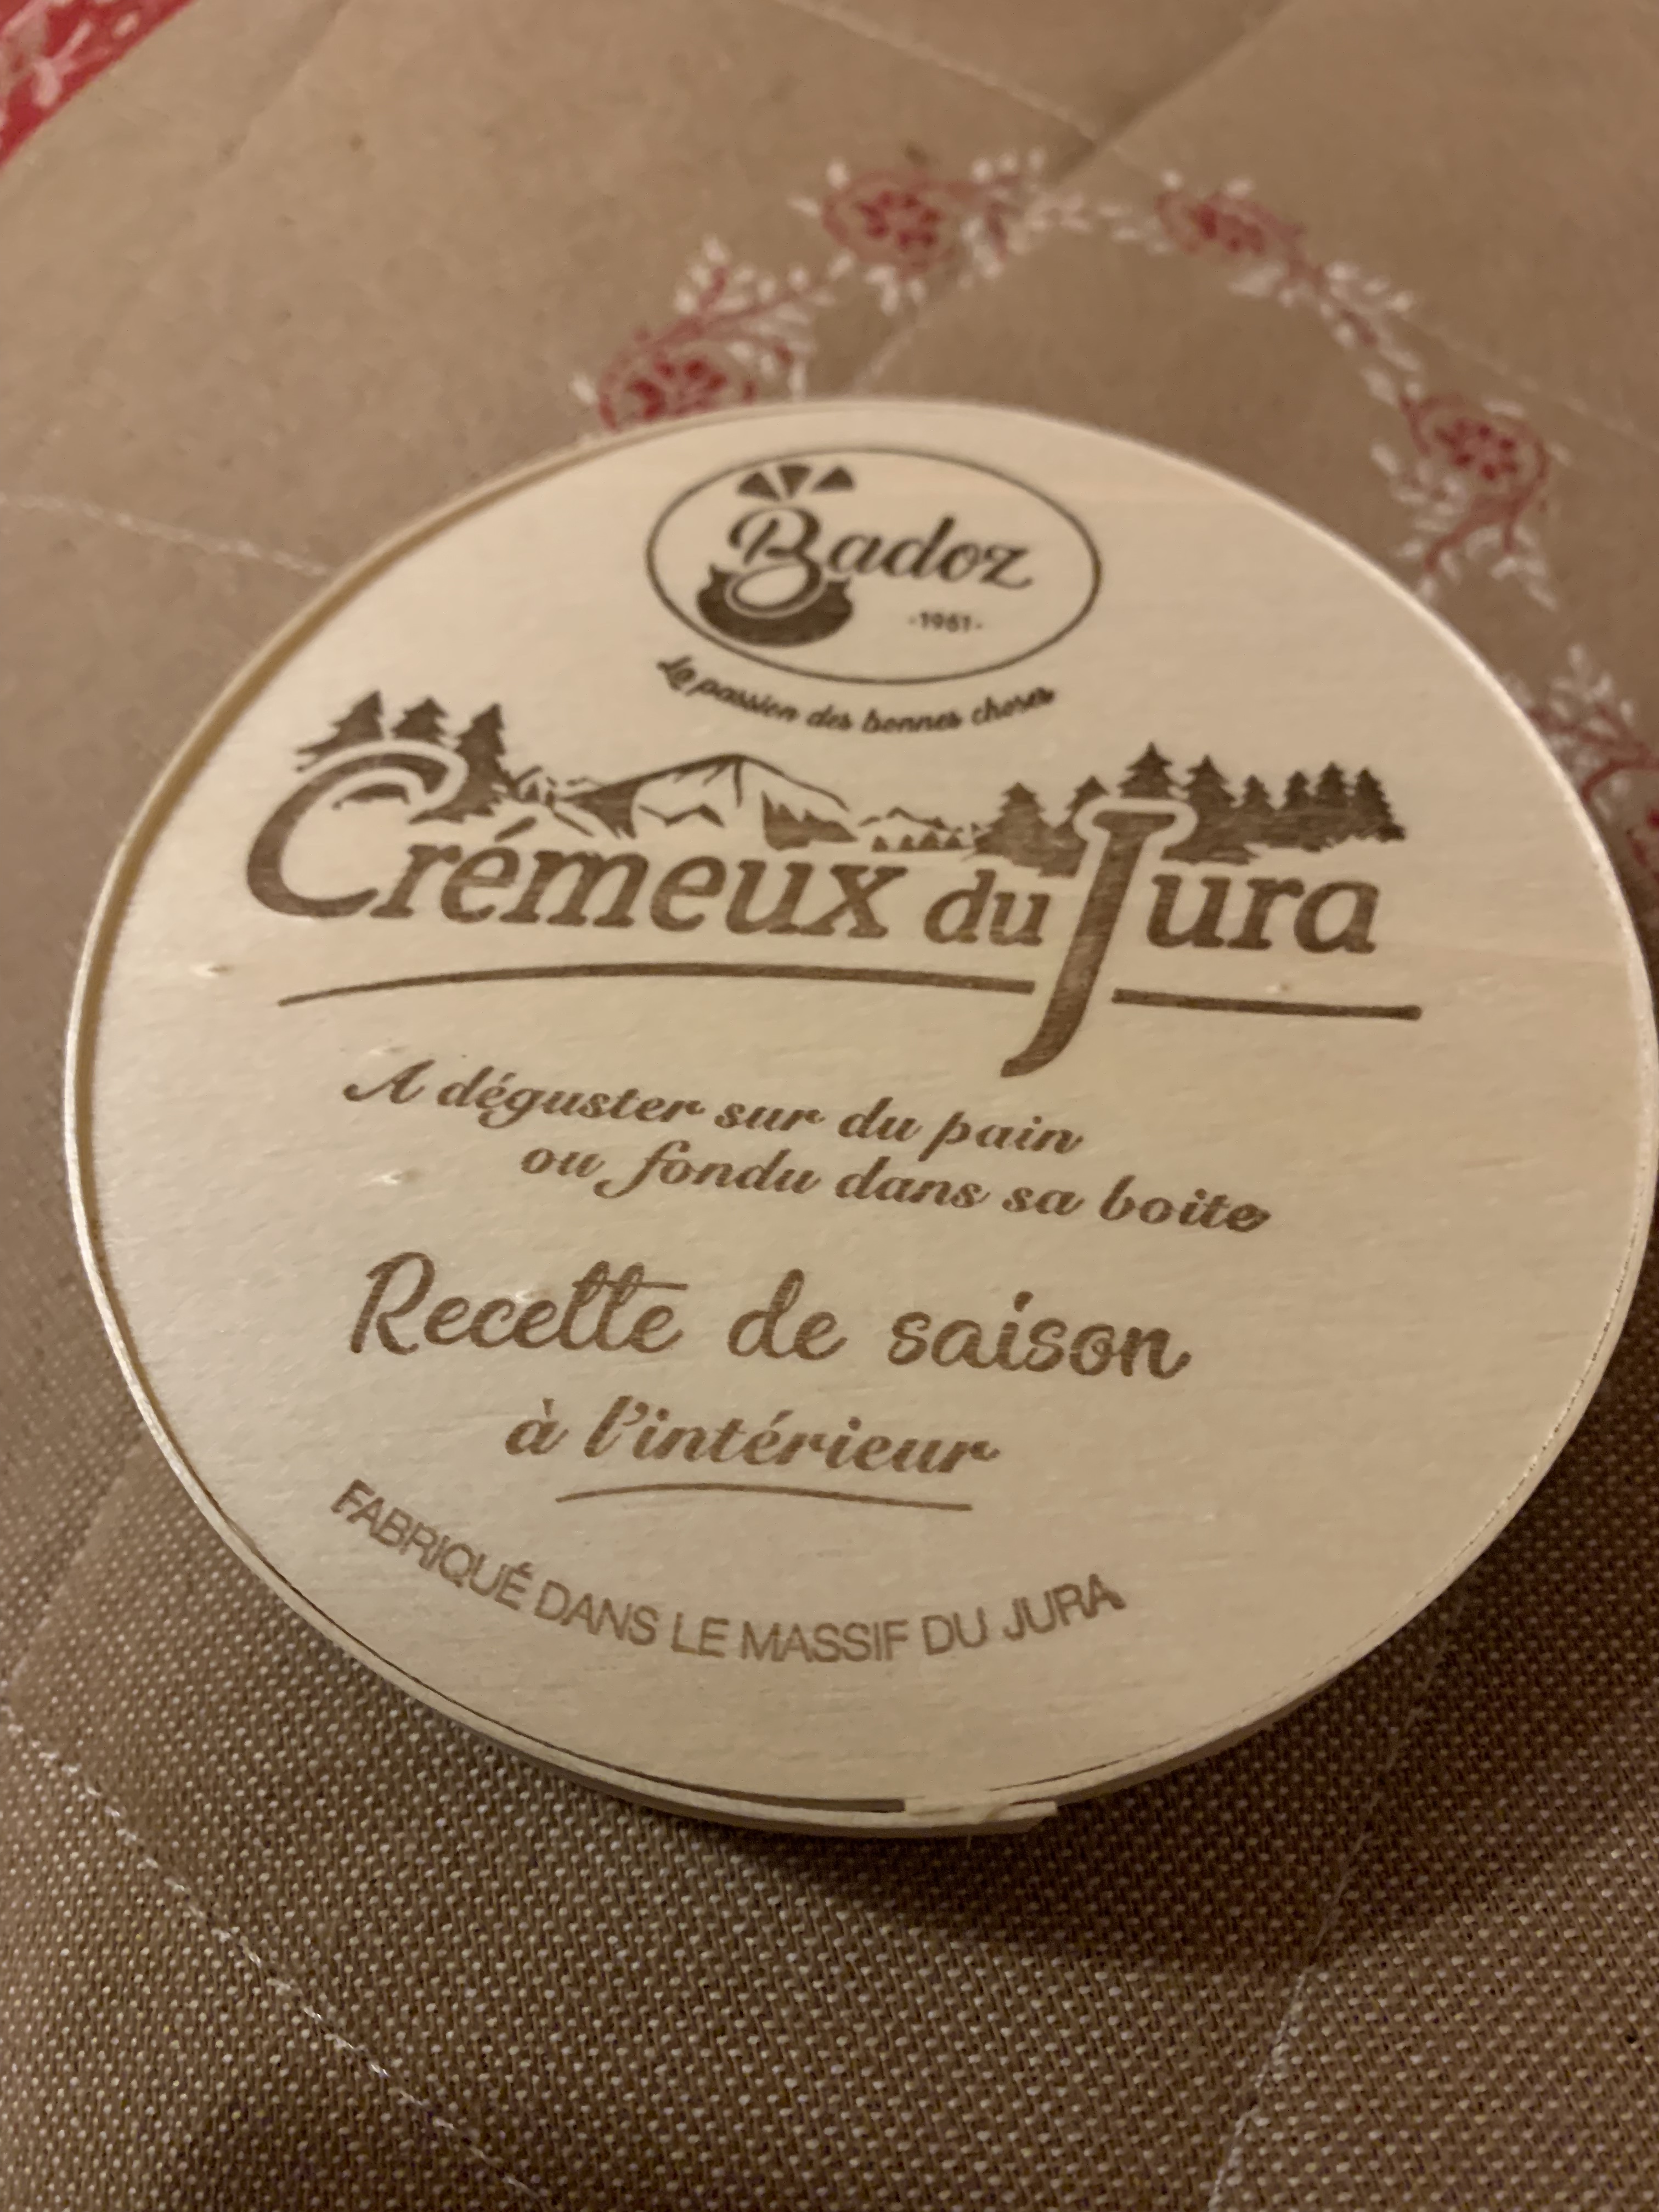 Badoz
-1961-
La passion des bonnes choses
Crémeux du Jura
A déguster sur du pain
ou fondu dans sa boite
Recette de saison
à l'intérieur
FABRIQUÉ DANS LE MASSIF DU JURA